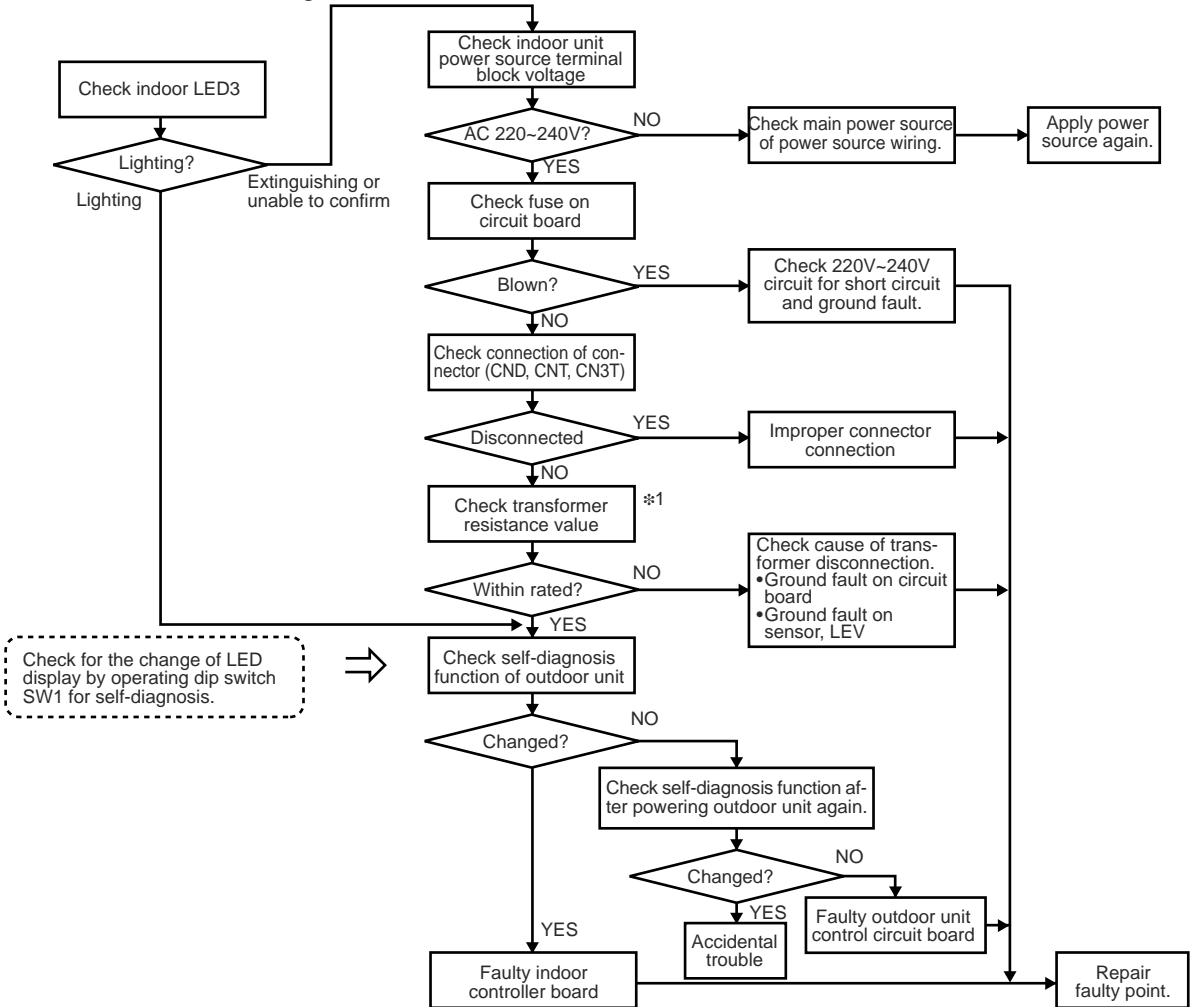 Check indoor LED3
Lighting?
Lighting
Extinguishing or
unable to confirm
Check indoor unit
power source terminal
block voltage
AC 220~240V?
NO
Check main power source
of power source wiring.
Apply power
source again.
YES
Check fuse on
circuit board
Blown?
YES
Check 220V~240V
circuit for short circuit
and ground fault.
NO
Check connection of con-
nector (CND, CNT, CN3T)
Disconnected
YES
Improper connector
connection
NO
Check transformer
resistance value
✻1
Within rated?
NO
Check cause of trans-
former disconnection.
•Ground fault on circuit
board
•Ground fault on
sensor, LEV
YES
Check for the change of LED
display by operating dip switch
SW1 for self-diagnosis.
Check self-diagnosis
function of outdoor unit
Changed?
NO
Check self-diagnosis function af-
ter powering outdoor unit again.
Changed?
NO
Faulty outdoor unit
control circuit board
YES
Accidental
trouble
YES
Faulty indoor
controller board
Repair
faulty point.